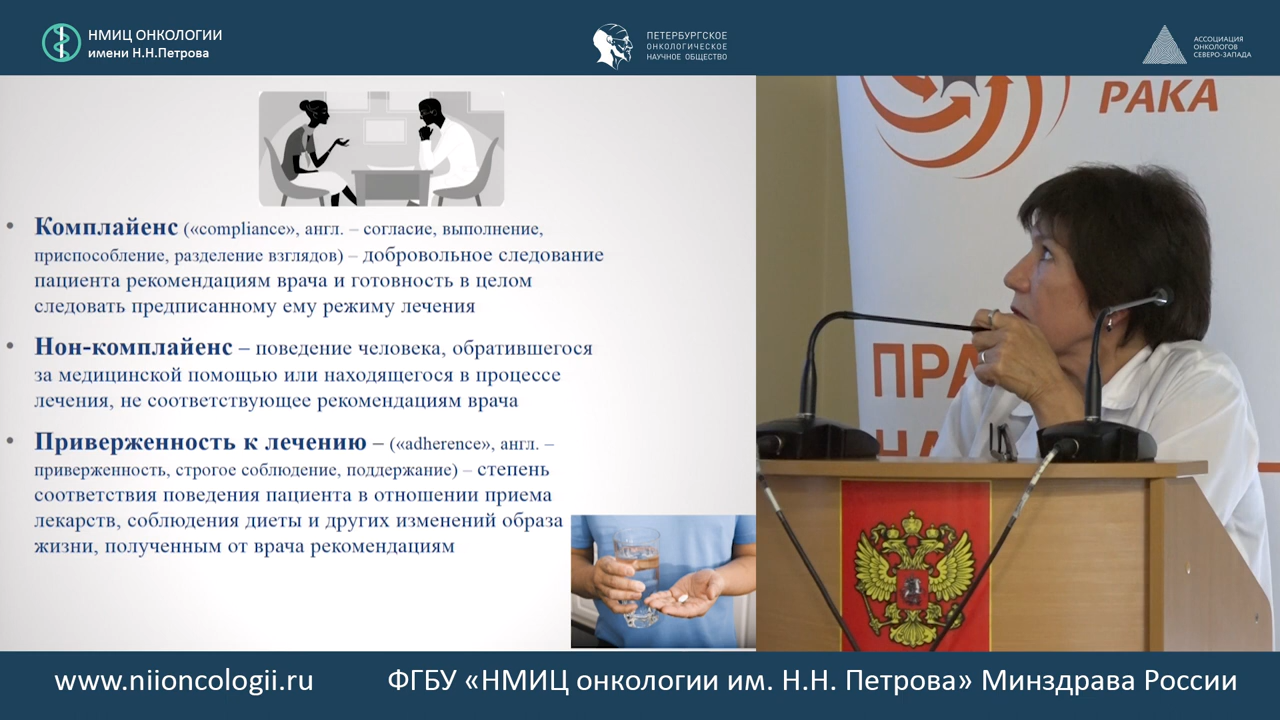 НМИЦ ОНКОЛОГИИ
имени Н.Н.Петрова
ПЕТЕРБУРГСКОЕ
ОНКОЛОГИЧЕСКОЕ
НАУЧНОЕ ОБЩЕСТВО
АССОЦИАЦИЯ
ОНКОЛОГОВ
СЕВЕРО-ЗАПАДА
• Комплайенс («compliance», англ. – согласие, выполнение,
приспособление, разделение взглядов) – добровольное следование
пациента рекомендациям врача и готовность в целом
следовать предписанному ему режиму лечения
• Нон-комплайенс – поведение человека, обратившегося
за медицинской помощью или находящегося в процессе
лечения, не соответствующее рекомендациям врача
• Приверженность к лечению – («adherence», англ. –
приверженность, строгое соблюдение, поддержание) – степень
соответствия поведения пациента в отношении приема
лекарств, соблюдения диеты и других изменений образа
жизни, полученным от врача рекомендациям
РАКА
ПРА
НА
www.niioncologii.ru
ФГБУ «НМИЦ онкологии им. Н.Н. Петрова» Минздрава России